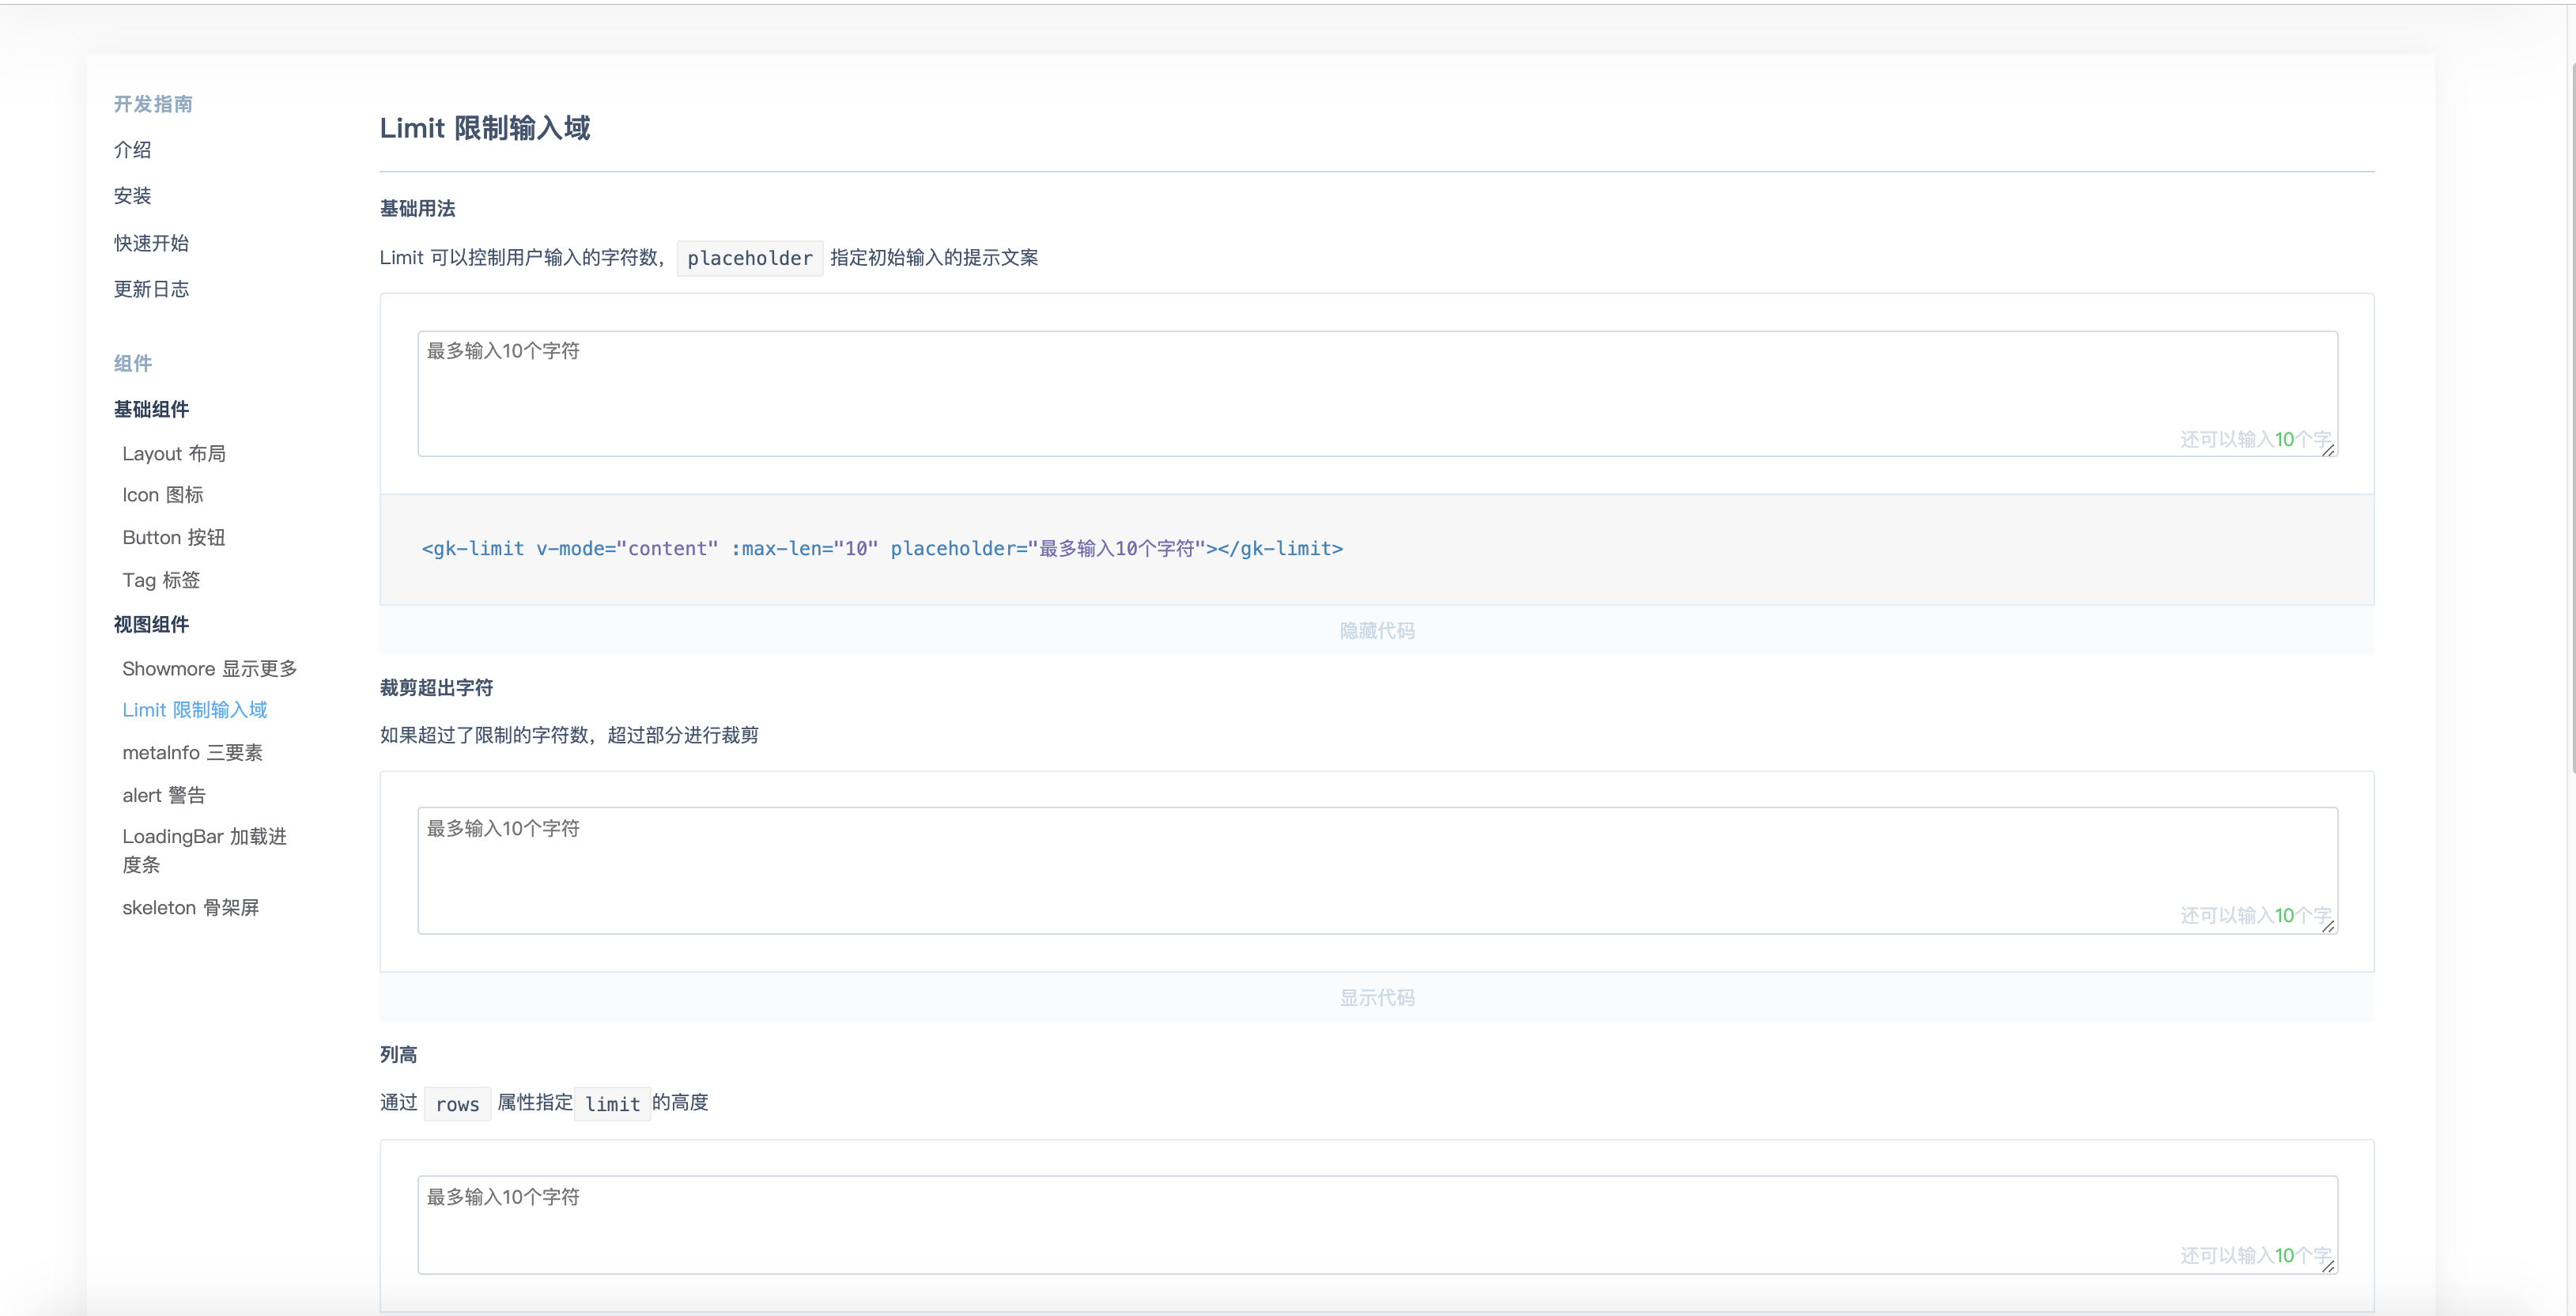 开发指南
介绍
安装
快速开始
更新日志
组件
基础组件
Layout 布局
Icon 图标
Button 按钮
Tag 标签
视图组件
Showmore 显示更多
Limit 限制输入域
metaInfo 三要素
alert 警告
LoadingBar 加载进
度条
skeleton 骨架屏
Limit 限制输入域
基础用法
Limit 可以控制用户输入的字符数， placeholder 指定初始输入的提示文案
最多输入10个字符
还可以输入10个字
<gk-limit v-mode="content" :max-len="10" placeholder="最多输入10个字符"></gk-limit>
隐藏代码
裁剪超出字符
如果超过了限制的字符数，超过部分进行裁剪
最多输入10个字符
还可以输入10个字
显示代码
列高
通过 rows 属性指定 limit 的高度
最多输入10个字符
还可以输入10个字